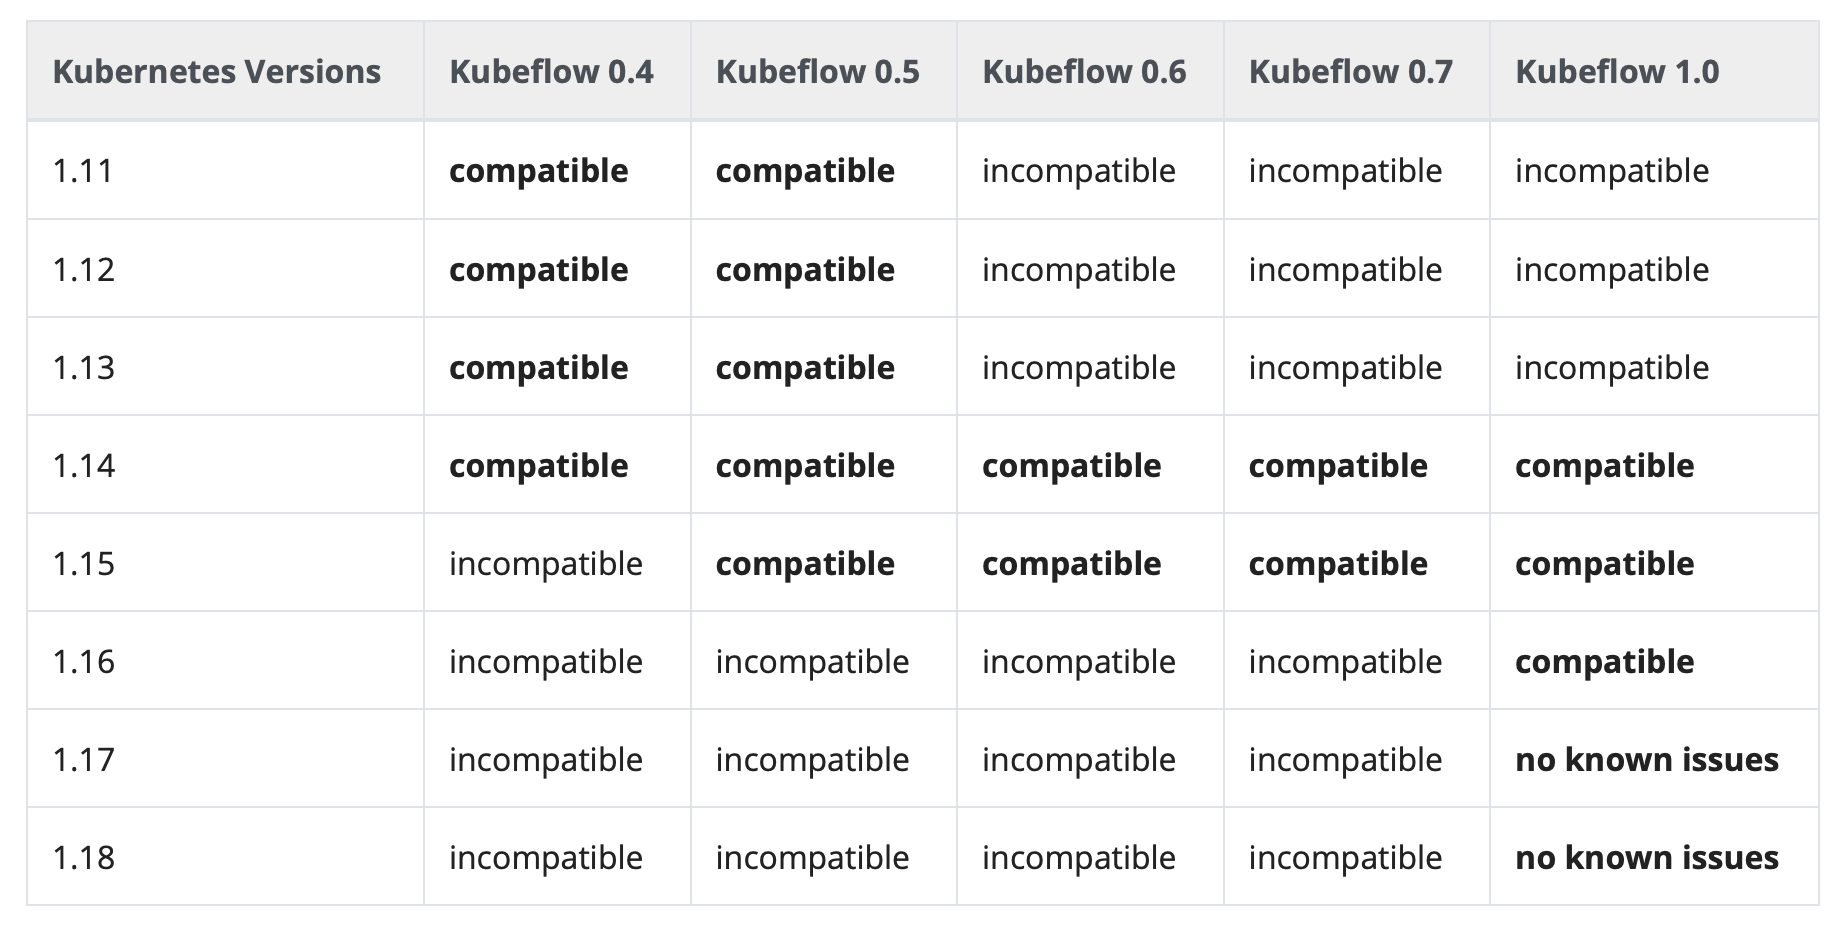 Kubernetes Versions Kubeflow 0.4 Kubeflow 0.5 Kubeflow 0.6 Kubeflow 0.7 Kubeflow 1.0
1.11 compatible compatible incompatible incompatible incompatible
1.12 compatible compatible incompatible incompatible incompatible
1.13 compatible compatible incompatible incompatible incompatible
1.14 compatible compatible compatible compatible compatible
1.15 incompatible compatible compatible compatible compatible
1.16 incompatible incompatible incompatible incompatible compatible
1.17 incompatible incompatible incompatible incompatible no known issues
1.18 incompatible incompatible incompatible incompatible no known issues